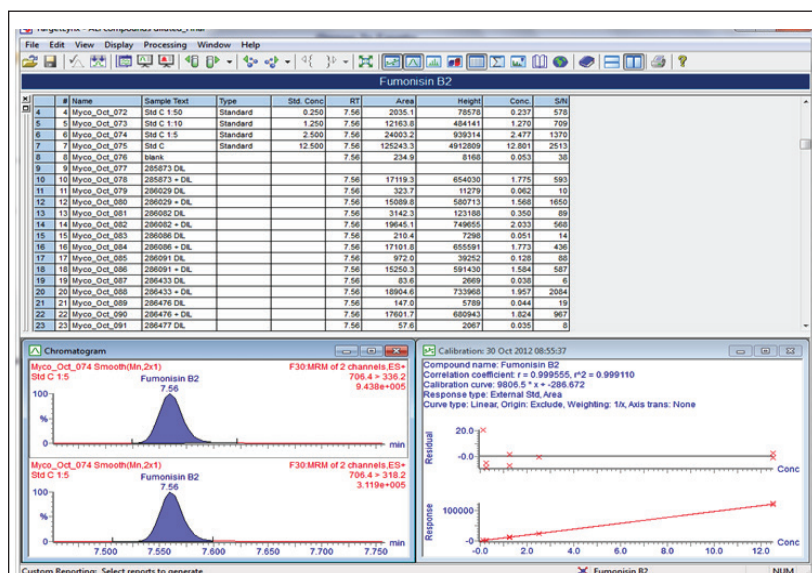 TargetLynx - ALL compounds diluted_Final
File Edit View Display Processing Window Help
Fumonisin B2
# Name Sample Text Type Std. Conc RT Area Height Conc. S/N
4 4 Myco_Oct_072 Std C 1:50 Standard 0.250 7.56 2035.1 78578 0.237 578
5 5 Myco_Oct_073 Std C 1:10 Standard 1.250 7.56 12163.8 484141 1.270 709
6 6 Myco_Oct_074 Std C 1:5 Standard 2.500 7.56 24003.2 939314 2.477 1370
7 7 Myco_Oct_075 Std C Standard 12.500 7.56 125243.3 4912809 12.801 2513
8 8 Myco_Oct_076 blank 7.56 234.9 8168 0.053 38
9 9 Myco_Oct_077 285873 DIL
10 10 Myco_Oct_078 285873 + DIL 7.56 17119.3 654030 1.775 593
11 11 Myco_Oct_079 286029 DIL 7.56 323.7 11279 0.062 10
12 12 Myco_Oct_080 286029 + DIL 7.56 15089.8 580713 1.568 1650
13 13 Myco_Oct_081 286082 DIL 7.56 3142.3 123188 0.350 89
14 14 Myco_Oct_082 286082 + DIL 7.56 19645.1 749655 2.033 568
15 15 Myco_Oct_083 286086 DIL 7.56 210.4 7298 0.051 14
16 16 Myco_Oct_084 286086 + DIL 7.56 17101.8 655591 1.773 436
17 17 Myco_Oct_085 286091 DIL 7.56 972.0 39252 0.128 88
18 18 Myco_Oct_086 286091 + DIL 7.56 15250.3 591430 1.584 587
19 19 Myco_Oct_087 286433 DIL 7.56 83.6 2669 0.038 6
20 20 Myco_Oct_088 286433 + DIL 7.56 18904.6 733968 1.957 2084
21 21 Myco_Oct_089 286476 DIL 7.56 147.0 5789 0.044 19
22 22 Myco_Oct_090 286476 + DIL 7.56 17601.7 680943 1.824 967
23 23 Myco_Oct_091 286477 DIL 7.56 57.6 2067 0.035 8
Chromatogram
Myco_Oct_074 Smooth(Mn,2x1) F30:MRM of 2 channels,ES+
Std C 1:5 Fumonisin B2 706.4 > 336.2
7.56 9.438e+005
100
%
0 min
Myco_Oct_074 Smooth(Mn,2x1) F30:MRM of 2 channels,ES+
Std C 1:5 Fumonisin B2 706.4 > 318.2
7.56 3.119e+005
100
%
0 min
7.500 7.550 7.600 7.650 7.700 7.750
Calibration: 30 Oct 2012 08:55:37
Compound name: Fumonisin B2
Correlation coefficient: r = 0.999555, r^2 = 0.999110
Calibration curve: 9806.5 * x + -286.672
Response type: External Std, Area
Curve type: Linear, Origin: Exclude, Weighting: 1/x, Axis trans: None
Residual
20.0
-0.0
Conc
Response
100000
-0.0
Conc
-0.0 2.0 4.0 6.0 8.0 10.0 12.0
Custom Reporting: Select reports to generate Fumonisin B2 NUM